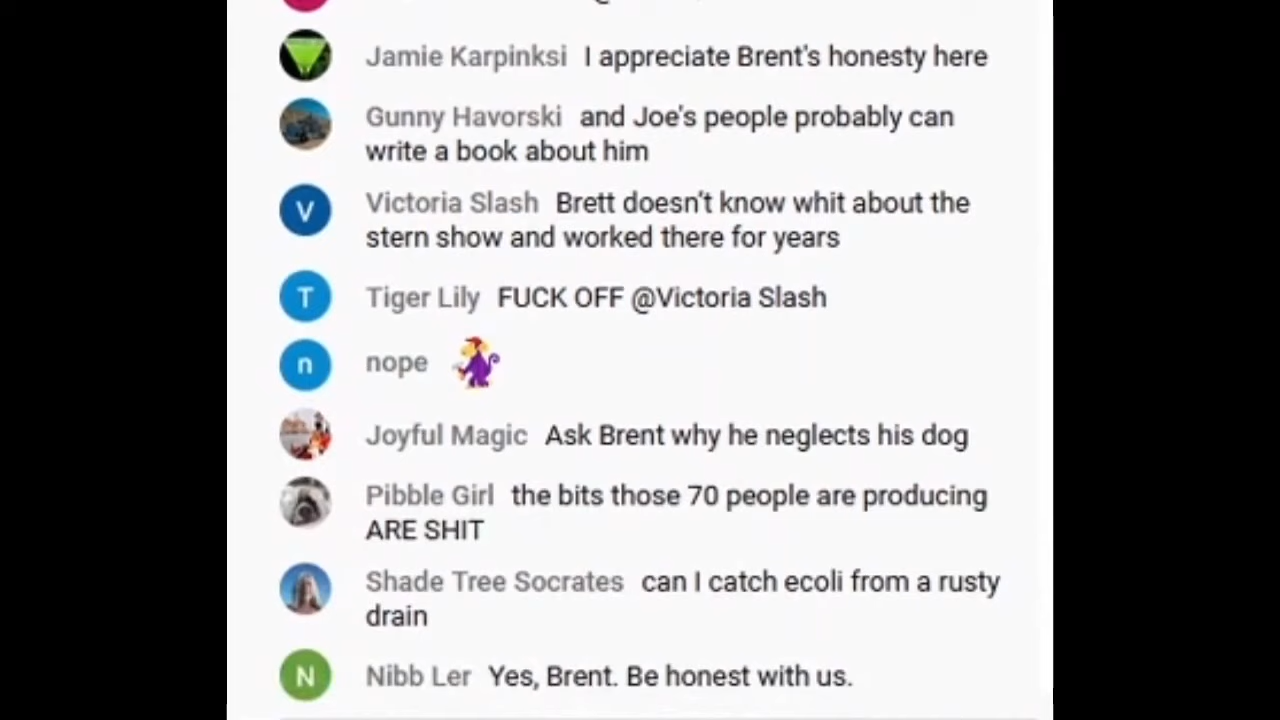 Jamie Karpinksi I appreciate Brent's honesty here
Gunny Havorski and Joe's people probably can
write a book about him
V Victoria Slash Brett doesn't know whit about the
stern show and worked there for years
T Tiger Lily FUCK OFF @Victoria Slash
n nope
Joyful Magic Ask Brent why he neglects his dog
Pibble Girl the bits those 70 people are producing
ARE SHIT
Shade Tree Socrates can I catch ecoli from a rusty
drain
N Nibb Ler Yes, Brent. Be honest with us.